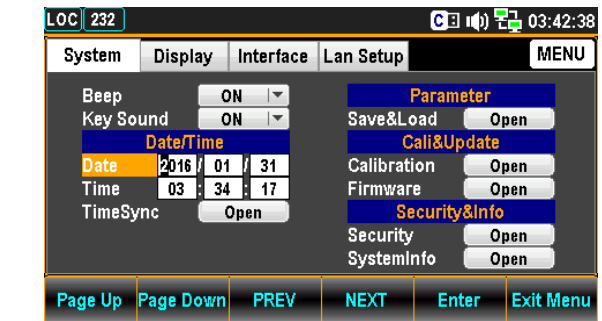 LOC 232 C 03:42:38
System Display Interface Lan Setup MENU
Beep ON
Key Sound ON
Date/Time
Date 2016 / 01 / 31
Time 03 : 34 : 17
TimeSync Open
Parameter
Save&Load Open
Cali&Update
Calibration Open
Firmware Open
Security&Info
Security Open
SystemInfo Open
Page Up Page Down PREV NEXT Enter Exit Menu